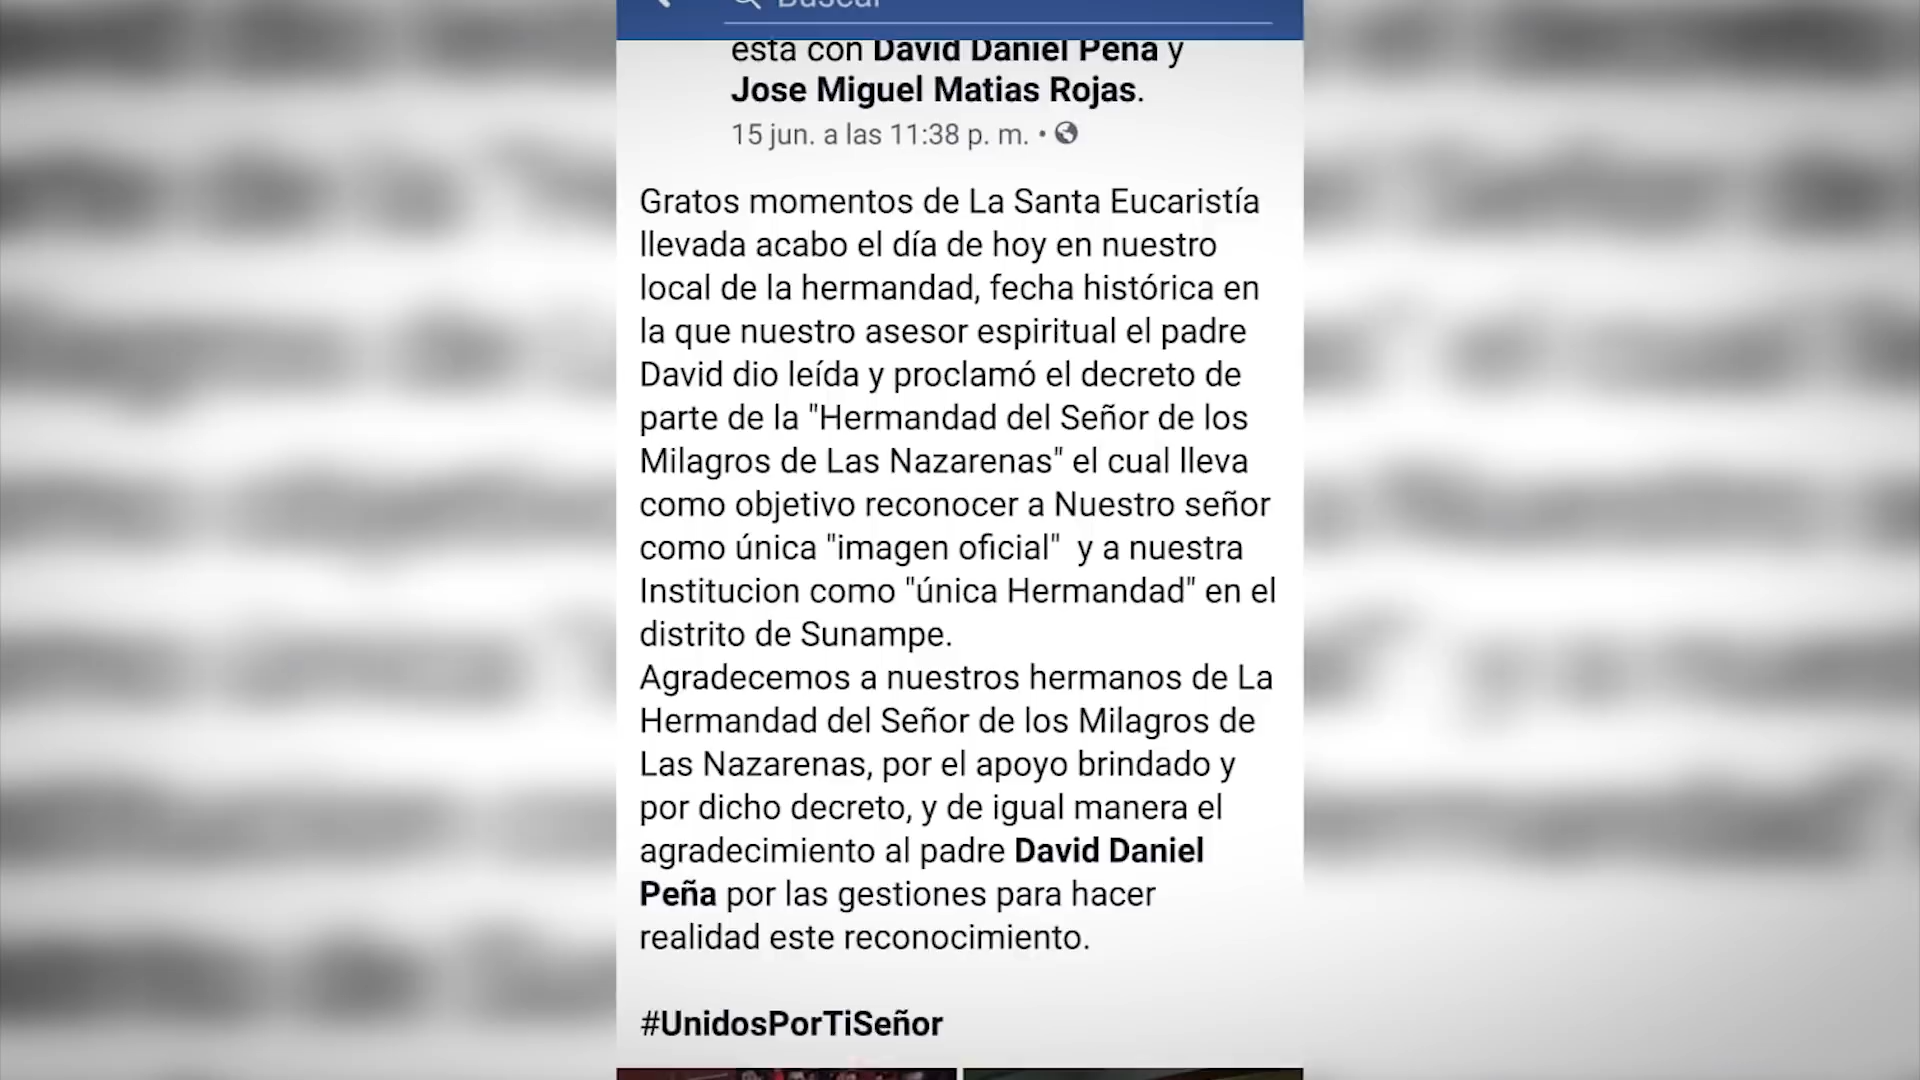 Buscar
está con David Daniel Peña y
Jose Miguel Matias Rojas.
15 jun. a las 11:38 p. m. •
Gratos momentos de La Santa Eucaristía
llevada acabo el día de hoy en nuestro
local de la hermandad, fecha histórica en
la que nuestro asesor espiritual el padre
David dio leída y proclamó el decreto de
parte de la "Hermandad del Señor de los
Milagros de Las Nazarenas" el cual lleva
como objetivo reconocer a Nuestro señor
como única "imagen oficial"  y a nuestra
Institucion como "única Hermandad" en el
distrito de Sunampe.
Agradecemos a nuestros hermanos de La
Hermandad del Señor de los Milagros de
Las Nazarenas, por el apoyo brindado y
por dicho decreto, y de igual manera el
agradecimiento al padre David Daniel
Peña por las gestiones para hacer
realidad este reconocimiento.
#UnidosPorTiSeñor